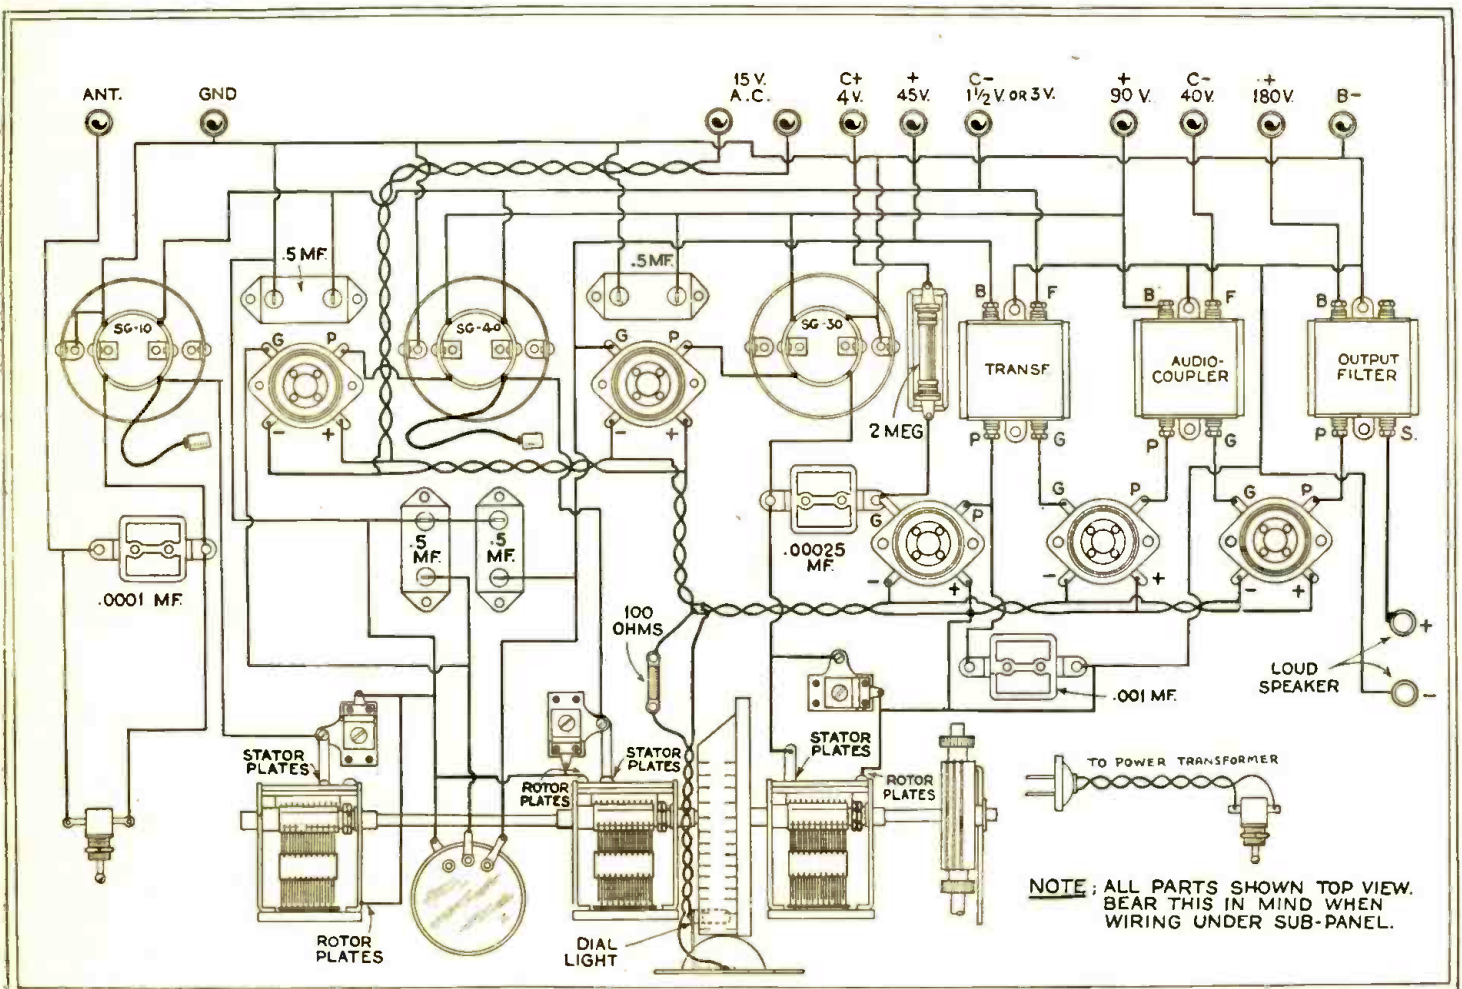 ANT.
GND
15 V.
A.C.
C+
4V.
+
45V.
C-
1½ V. OR 3 V.
+
90 V.
C-
40V.
+
180V.
B-
.5 MF.
.5 MF.
SG-10
SG-40
SG-30
G P
- +
G P
- +
2 MEG
B F
TRANSF.
P G
B F
AUDIO-
COUPLER
P G
B
OUTPUT
FILTER
P S.
.0001 MF.
.5
MF.
.5
MF.
.00025
MF.
G P
- +
G P
- +
G P
- +
100
OHMS
.001 MF.
+
LOUD
SPEAKER
-
STATOR
PLATES
ROTOR
PLATES
STATOR
PLATES
STATOR
PLATES
ROTOR
PLATES
TO POWER TRANSFORMER
ROTOR
PLATES
DIAL
LIGHT
NOTE; ALL PARTS SHOWN TOP VIEW.
BEAR THIS IN MIND WHEN
WIRING UNDER SUB-PANEL.